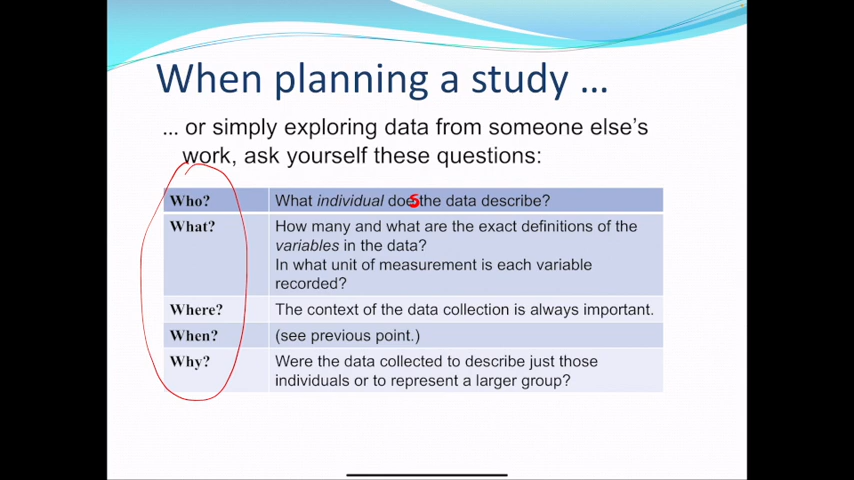 When planning a study ...
... or simply exploring data from someone else's
work, ask yourself these questions:
Who? What individual does the data describe?
What? How many and what are the exact definitions of the
variables in the data?
In what unit of measurement is each variable
recorded?
Where? The context of the data collection is always important.
When? (see previous point.)
Why? Were the data collected to describe just those
individuals or to represent a larger group?